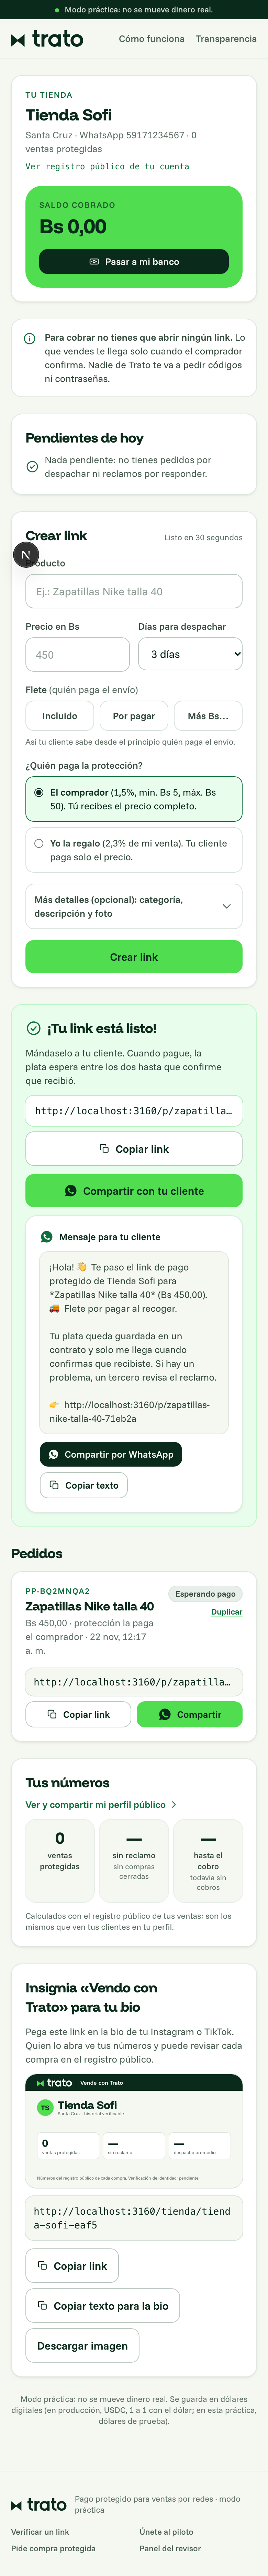 Modo práctica: no se mueve dinero real.
trato
Cómo funciona
Transparencia
TU TIENDA
Tienda Sofi
Santa Cruz · WhatsApp 59171234567 · 0
ventas protegidas
Ver registro público de tu cuenta
SALDO COBRADO
Bs 0,00
Pasar a mi banco
Para cobrar no tienes que abrir ningún link. Lo
que vendes te llega solo cuando el comprador
confirma. Nadie de Trato te va a pedir códigos
ni contraseñas.
Pendientes de hoy
Nada pendiente: no tienes pedidos por
despachar ni reclamos por responder.
Crear link
Listo en 30 segundos
N
Producto
Ej.: Zapatillas Nike talla 40
Precio en Bs
Días para despachar
450
3 días
Flete (quién paga el envío)
Incluido
Por pagar
Más Bs…
Así tu cliente sabe desde el principio quién paga el envío.
¿Quién paga la protección?
El comprador (1,5%, mín. Bs 5, máx. Bs
50). Tú recibes el precio completo.
Yo la regalo (2,3% de mi venta). Tu cliente
paga solo el precio.
Más detalles (opcional): categoría,
descripción y foto
Crear link
¡Tu link está listo!
Mándaselo a tu cliente. Cuando pague, la
plata espera entre los dos hasta que confirme
que recibió.
http://localhost:3160/p/zapatilla…
Copiar link
Compartir con tu cliente
Mensaje para tu cliente
¡Hola! 👋 Te paso el link de pago
protegido de Tienda Sofi para
*Zapatillas Nike talla 40* (Bs 450,00).
🚚 Flete por pagar al recoger.
Tu plata queda guardada en un
contrato y solo me llega cuando
confirmas que recibiste. Si hay un
problema, un tercero revisa el reclamo.
👉 http://localhost:3160/p/zapatillas-
nike-talla-40-71eb2a
Compartir por WhatsApp
Copiar texto
Pedidos
PP-BQ2MNQA2
Esperando pago
Zapatillas Nike talla 40
Duplicar
Bs 450,00 · protección la paga
el comprador · 22 nov, 12:17
a. m.
http://localhost:3160/p/zapatilla…
Copiar link
Compartir
Tus números
Ver y compartir mi perfil público
0
ventas
protegidas
—
sin reclamo
sin compras
cerradas
—
hasta el
cobro
todavía sin
cobros
Calculados con el registro público de tus ventas: son los
mismos que ven tus clientes en tu perfil.
Insignia «Vendo con
Trato» para tu bio
Pega este link en la bio de tu Instagram o TikTok.
Quien lo abra ve tus números y puede revisar cada
compra en el registro público.
trato
Vende con Trato
TS
Tienda Sofi
Santa Cruz · historial verificable
0
ventas protegidas
—
sin reclamo
—
despacho promedio
Números del registro público de cada compra. Verificación de identidad: pendiente.
http://localhost:3160/tienda/tiend
a-sofi-eaf5
Copiar link
Copiar texto para la bio
Descargar imagen
Modo práctica: no se mueve dinero real. Se guarda en dólares
digitales (en producción, USDC, 1 a 1 con el dólar; en esta práctica,
dólares de prueba).
trato
Pago protegido para ventas por redes · modo
práctica
Verificar un link
Únete al piloto
Pide compra protegida
Panel del revisor